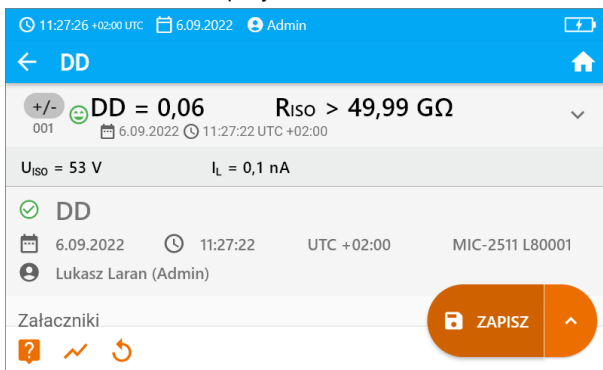 11:27:26 +02:00 UTC 6.09.2022 Admin
DD
+/- DD = 0,06 RISO > 49,99 GΩ
001 6.09.2022 11:27:22 UTC +02:00
UISO = 53 V IL = 0,1 nA
DD
6.09.2022 11:27:22 UTC +02:00 MIC-2511 L80001
Lukasz Laran (Admin)
Załaczniki
ZAPISZ